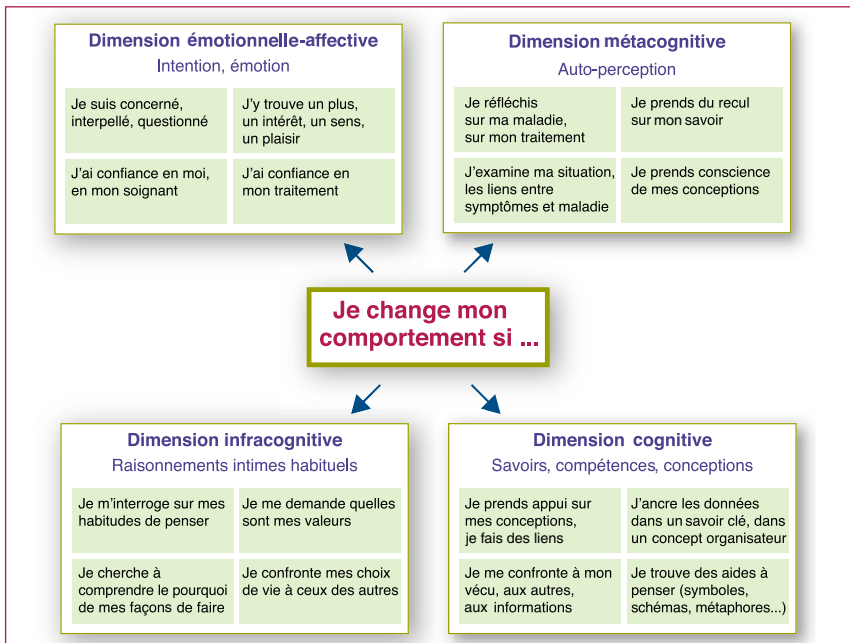 Dimension émotionnelle-affective
Intention, émotion
Je suis concerné,
interpellé, questionné
J'y trouve un plus,
un intérêt, un sens,
un plaisir
J'ai confiance en moi,
en mon soignant
J'ai confiance en
mon traitement
Dimension métacognitive
Auto-perception
Je réfléchis
sur ma maladie,
sur mon traitement
Je prends du recul
sur mon savoir
J'examine ma situation,
les liens entre
symptômes et maladie
Je prends conscience
de mes conceptions
Je change mon
comportement si ...
Dimension infracognitive
Raisonnements intimes habituels
Je m'interroge sur mes
habitudes de penser
Je me demande quelles
sont mes valeurs
Je cherche à
comprendre le pourquoi
de mes façons de faire
Je confronte mes choix
de vie à ceux des autres
Dimension cognitive
Savoirs, compétences, conceptions
Je prends appui sur
mes conceptions,
je fais des liens
J'ancre les données
dans un savoir clé, dans
un concept organisateur
Je me confronte à mon
vécu, aux autres,
aux informations
Je trouve des aides à
penser (symboles,
schémas, métaphores...)